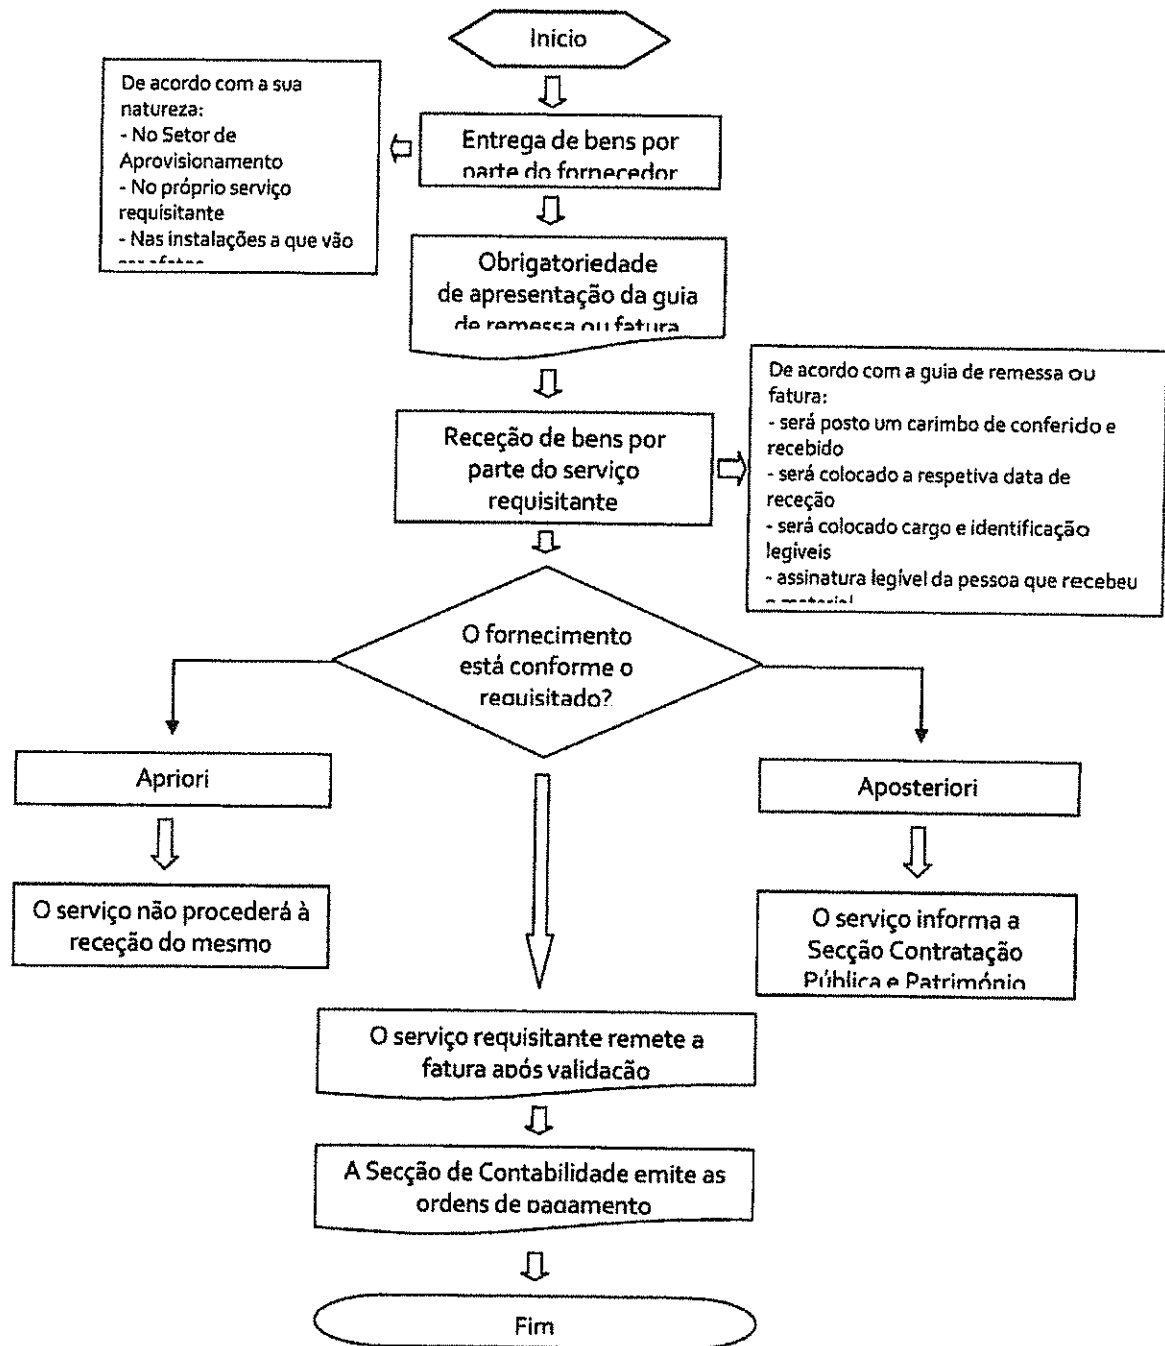 Início
De acordo com a sua
natureza:
- No Setor de
Aprovisionamento
- No próprio serviço
requisitante
- Nas instalações a que vão
Entrega de bens por
parte do fornecedor
Obrigatoriedade
de apresentação da guia
de remessa ou fatura
Receção de bens por
parte do serviço
requisitante
De acordo com a guia de remessa ou
fatura:
- será posto um carimbo de conferido e
recebido
- será colocado a respetiva data de
receção
- será colocado cargo e identificação
legíveis
- assinatura legível da pessoa que recebeu
o material
O fornecimento
está conforme o
requisitado?
Apriori
Aposteriori
O serviço não procederá à
receção do mesmo
O serviço informa a
Secção Contratação
Pública e Património
O serviço requisitante remete a
fatura após validação
A Secção de Contabilidade emite as
ordens de pagamento
Fim